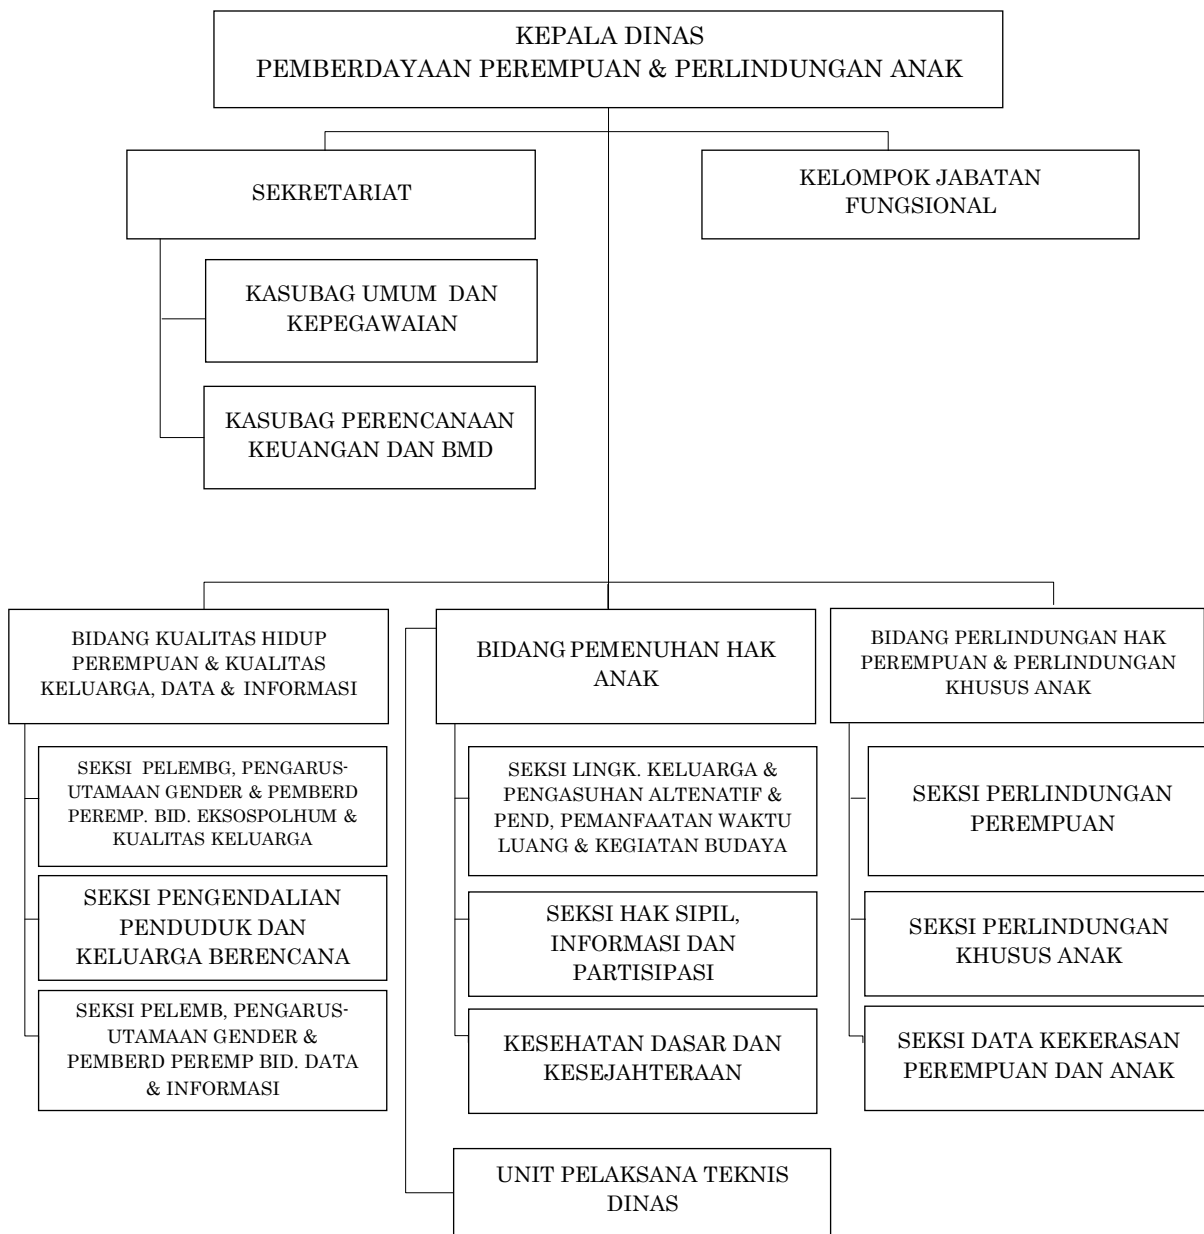 KEPALA DINAS
PEMBERDAYAAN PEREMPUAN & PERLINDUNGAN ANAK
SEKRETARIAT
KELOMPOK JABATAN
FUNGSIONAL
KASUBAG UMUM DAN
KEPEGAWAIAN
KASUBAG PERENCANAAN
KEUANGAN DAN BMD
BIDANG KUALITAS HIDUP
PEREMPUAN & KUALITAS
KELUARGA, DATA & INFORMASI
SEKSI PELEMBG, PENGARUS-
UTAMAAN GENDER & PEMBERD
PEREMP. BID. EKSOSPOLHUM &
KUALITAS KELUARGA
SEKSI PENGENDALIAN
PENDUDUK DAN
KELUARGA BERENCANA
SEKSI PELEMB, PENGARUS-
UTAMAAN GENDER &
PEMBERD PEREMP BID. DATA
& INFORMASI
BIDANG PEMENUHAN HAK
ANAK
SEKSI LINGK. KELUARGA &
PENGASUHAN ALTENATIF &
PEND, PEMANFAATAN WAKTU
LUANG & KEGIATAN BUDAYA
SEKSI HAK SIPIL,
INFORMASI DAN
PARTISIPASI
KESEHATAN DASAR DAN
KESEJAHTERAAN
UNIT PELAKSANA TEKNIS
DINAS
BIDANG PERLINDUNGAN HAK
PEREMPUAN & PERLINDUNGAN
KHUSUS ANAK
SEKSI PERLINDUNGAN
PEREMPUAN
SEKSI PERLINDUNGAN
KHUSUS ANAK
SEKSI DATA KEKERASAN
PEREMPUAN DAN ANAK